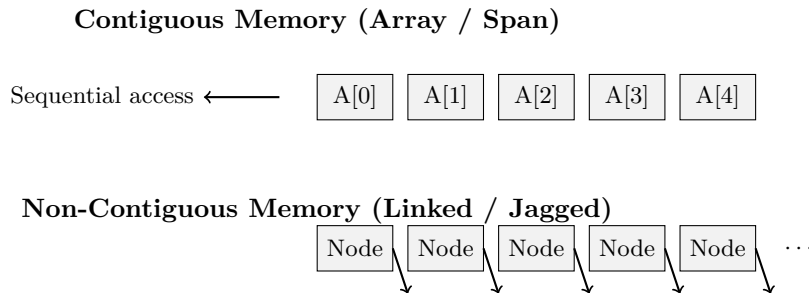 Contiguous Memory (Array / Span)
Sequential access A[0] A[1] A[2] A[3] A[4]
Non-Contiguous Memory (Linked / Jagged)
Node Node Node Node Node ...